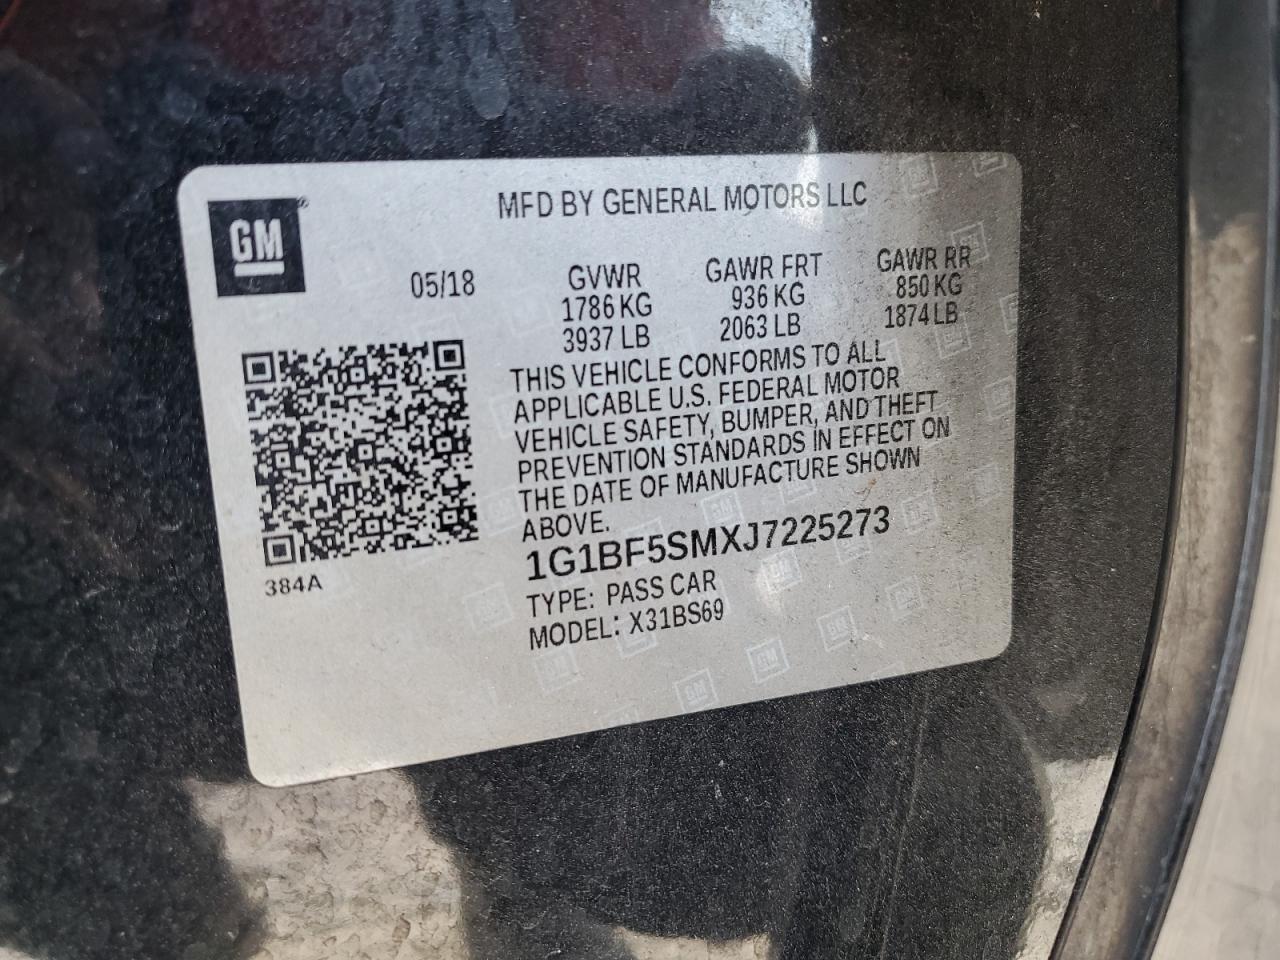 GM®
MFD BY GENERAL MOTORS LLC
05/18
GVWR
1786 KG
3937 LB
GAWR FRT
936 KG
2063 LB
GAWR RR
850 KG
1874 LB
THIS VEHICLE CONFORMS TO ALL
APPLICABLE U.S. FEDERAL MOTOR
VEHICLE SAFETY, BUMPER, AND THEFT
PREVENTION STANDARDS IN EFFECT ON
THE DATE OF MANUFACTURE SHOWN
ABOVE.
1G1BF5SMXJ7225273
TYPE: PASS CAR
MODEL: X31BS69
384A